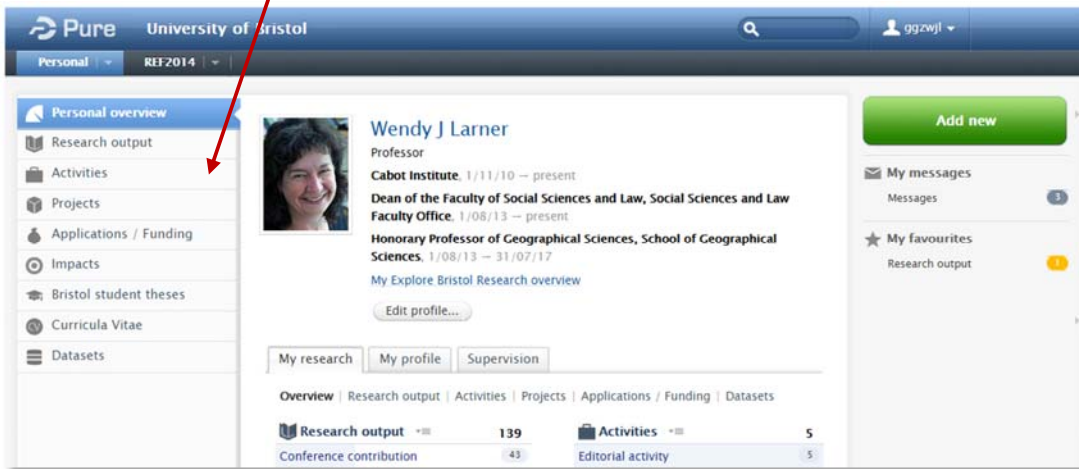 Pure University of Bristol
ggzwjl
Personal REF2014
Personal overview
Research output
Activities
Projects
Applications / Funding
Impacts
Bristol student theses
Curricula Vitae
Datasets
Wendy J Larner
Professor
Cabot Institute, 1/11/10 — present
Dean of the Faculty of Social Sciences and Law, Social Sciences and Law
Faculty Office, 1/08/13 — present
Honorary Professor of Geographical Sciences, School of Geographical
Sciences, 1/08/13 — 31/07/17
My Explore Bristol Research overview
Edit profile...
My research My profile Supervision
Overview | Research output | Activities | Projects | Applications / Funding | Datasets
Research output 139
Conference contribution 43
Activities 5
Editorial activity 5
Add new
My messages
Messages 3
My favourites
Research output 1